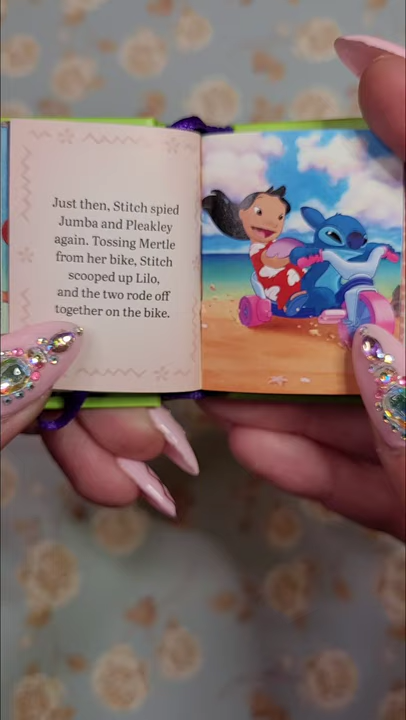 Just then, Stitch spied
Jumba and Pleakley
again. Tossing Mertle
from her bike, Stitch
scooped up Lilo,
and the two rode off
together on the bike.